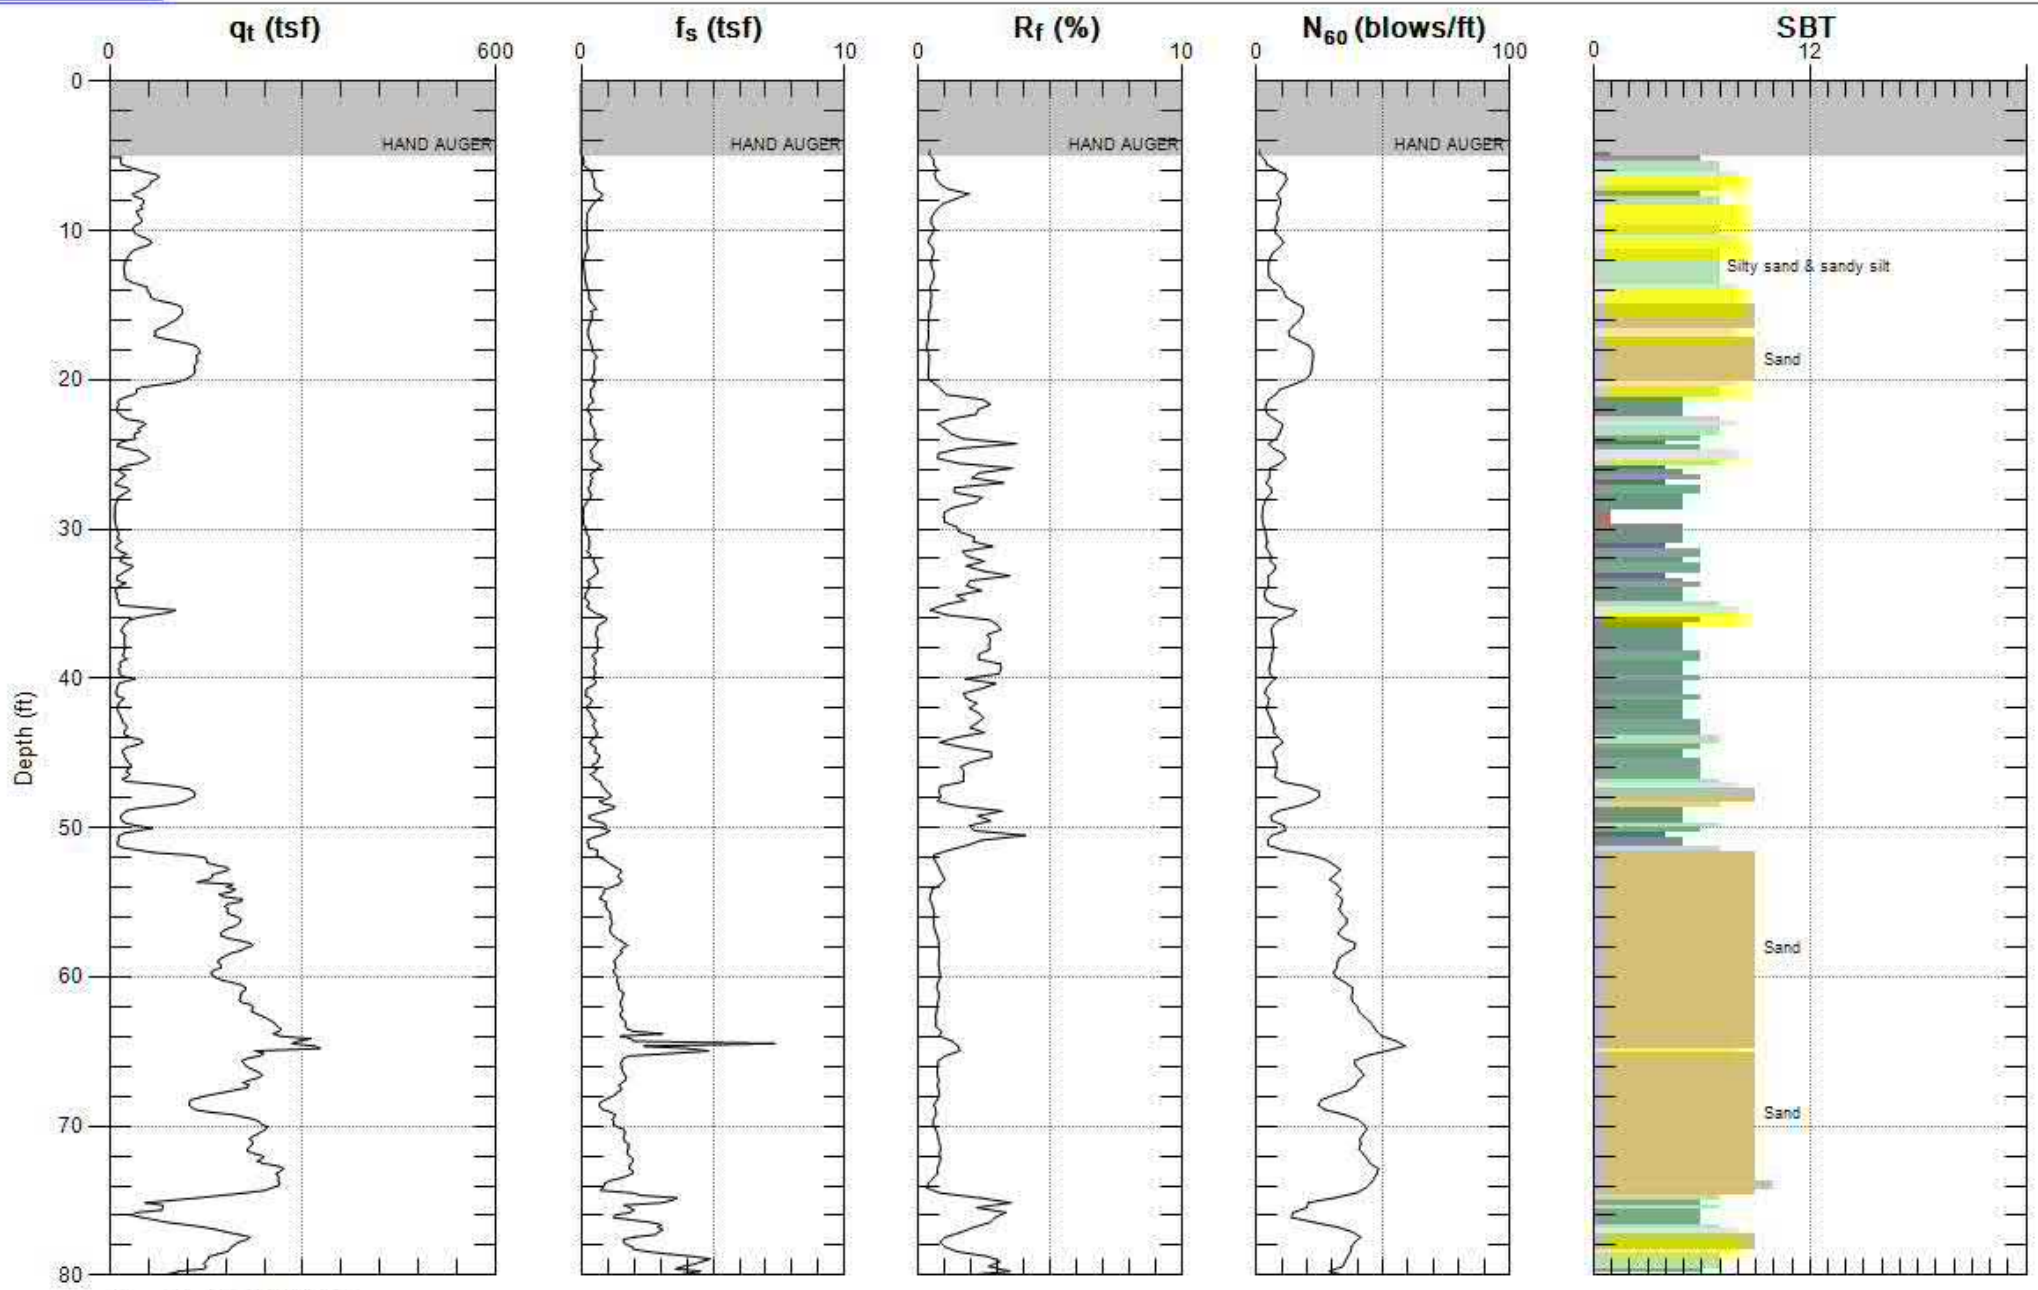 qt (tsf) fs (tsf) Rf (%) N60 (blows/ft) SBT
0 600 0 10 0 10 0 100 0 12
0
HAND AUGER HAND AUGER HAND AUGER HAND AUGER
10
Silty sand & sandy silt
Sand
20
30
40
Depth (ft)
50
Sand
60
Sand
70
80